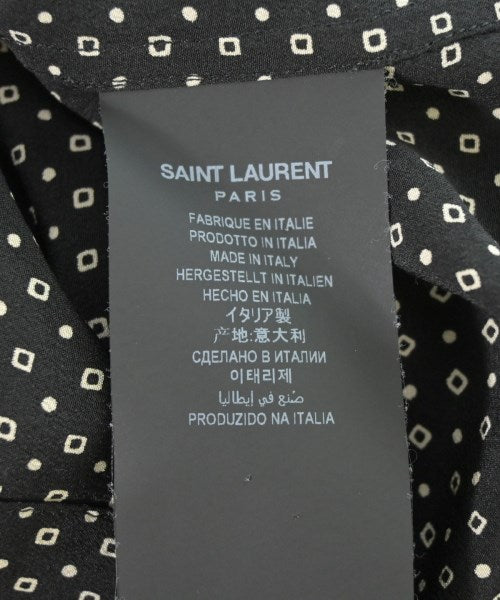 SAINT LAURENT
PARIS
FABRIQUE EN ITALIE
PRODOTTO IN ITALIA
MADE IN ITALY
HERGESTELLT IN ITALIEN
HECHO EN ITALIA
イタリア製
产地:意大利
СДЕЛАНО В ИТАЛИИ
이태리제
صنع في إيطاليا
PRODUZIDO NA ITALIA